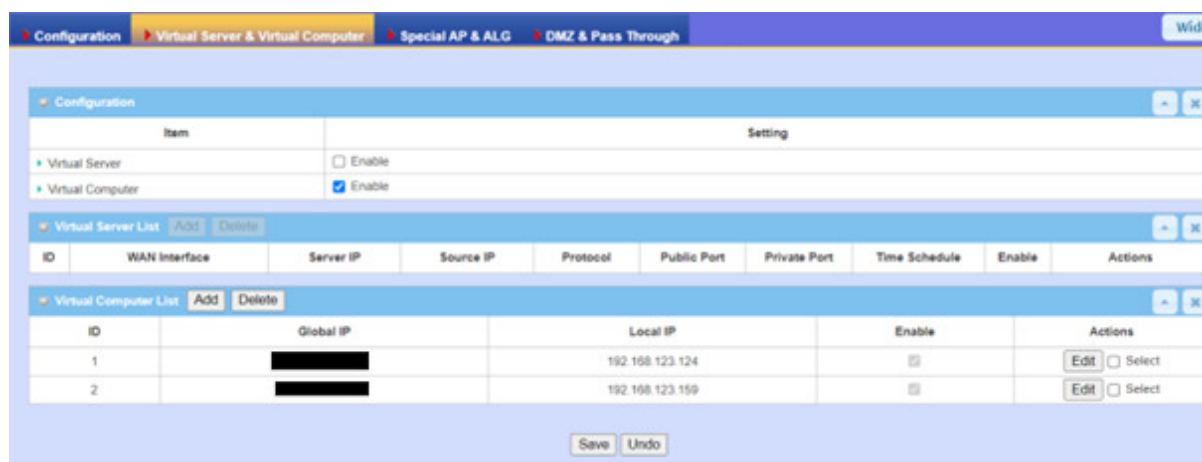 Configuration Virtual Server & Virtual Computer Special AP & ALG DMZ & Pass Through
Configuration
Item Setting
Virtual Server Enable
Virtual Computer Enable
Virtual Server List Add Delete
ID WAN Interface Server IP Source IP Protocol Public Port Private Port Time Schedule Enable Actions
Virtual Computer List Add Delete
ID Global IP Local IP Enable Actions
1 192.168.123.124 Edit Select
2 192.168.123.159 Edit Select
Save Undo